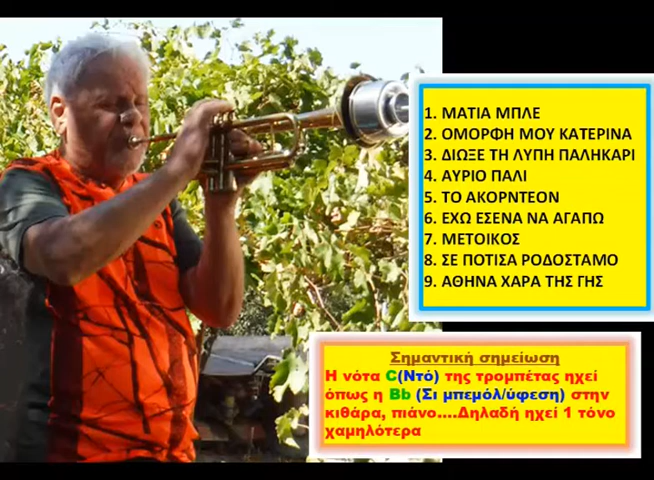 1. ΜΑΤΙΑ ΜΠΛΕ
2. ΟΜΟΡΦΗ ΜΟΥ ΚΑΤΕΡΙΝΑ
3. ΔΙΩΞΕ ΤΗ ΛΥΠΗ ΠΑΛΗΚΑΡΙ
4. ΑΥΡΙΟ ΠΑΛΙ
5. ΤΟ ΑΚΟΡΝΤΕΟΝ
6. ΕΧΩ ΕΣΕΝΑ ΝΑ ΑΓΑΠΩ
7. ΜΕΤΟΙΚΟΣ
8. ΣΕ ΠΟΤΙΣΑ ΡΟΔΟΣΤΑΜΟ
9. ΑΘΗΝΑ ΧΑΡΑ ΤΗΣ ΓΗΣ
Σημαντική σημείωση
Η νότα C(Ντό) της τρομπέτας ηχεί
όπως η Bb (Σι μπεμόλ/ύφεση) στην
κιθάρα, πιάνο....Δηλαδή ηχεί 1 τόνο
χαμηλότερα